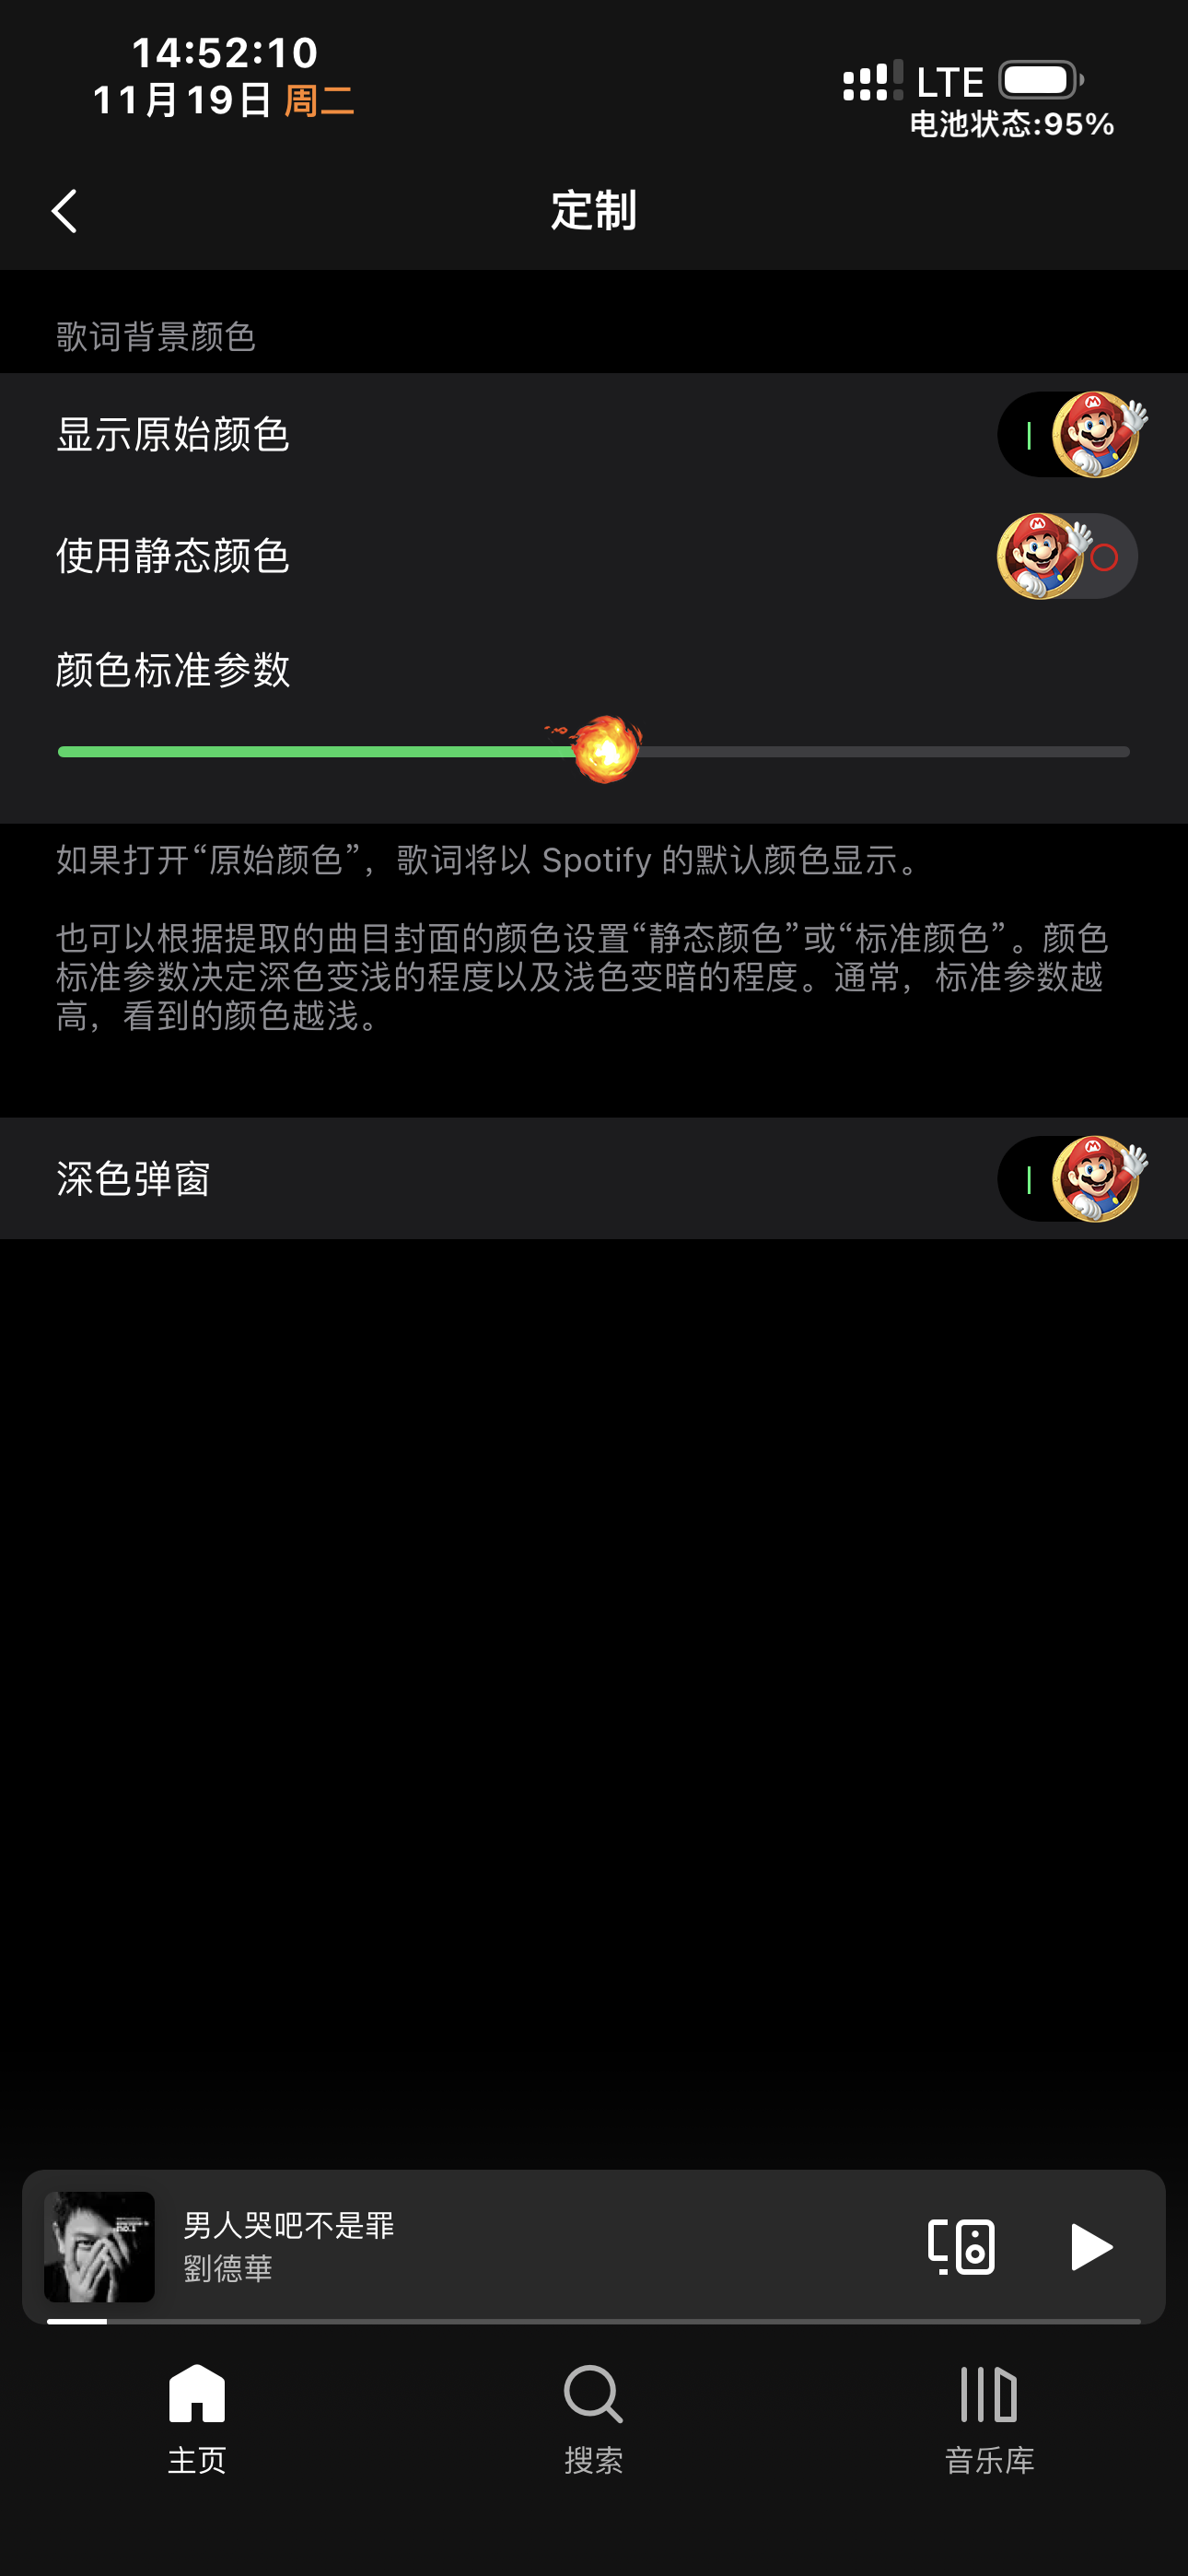 14:52:10
11月19日 周二
LTE
电池状态:95%
定制
歌词背景颜色
显示原始颜色
使用静态颜色
颜色标准参数
如果打开“原始颜色”，歌词将以 Spotify 的默认颜色显示。
也可以根据提取的曲目封面的颜色设置“静态颜色”或“标准颜色”。颜色
标准参数决定深色变浅的程度以及浅色变暗的程度。通常，标准参数越
高，看到的颜色越浅。
深色弹窗
男人哭吧不是罪
劉德華
主页
搜索
音乐库